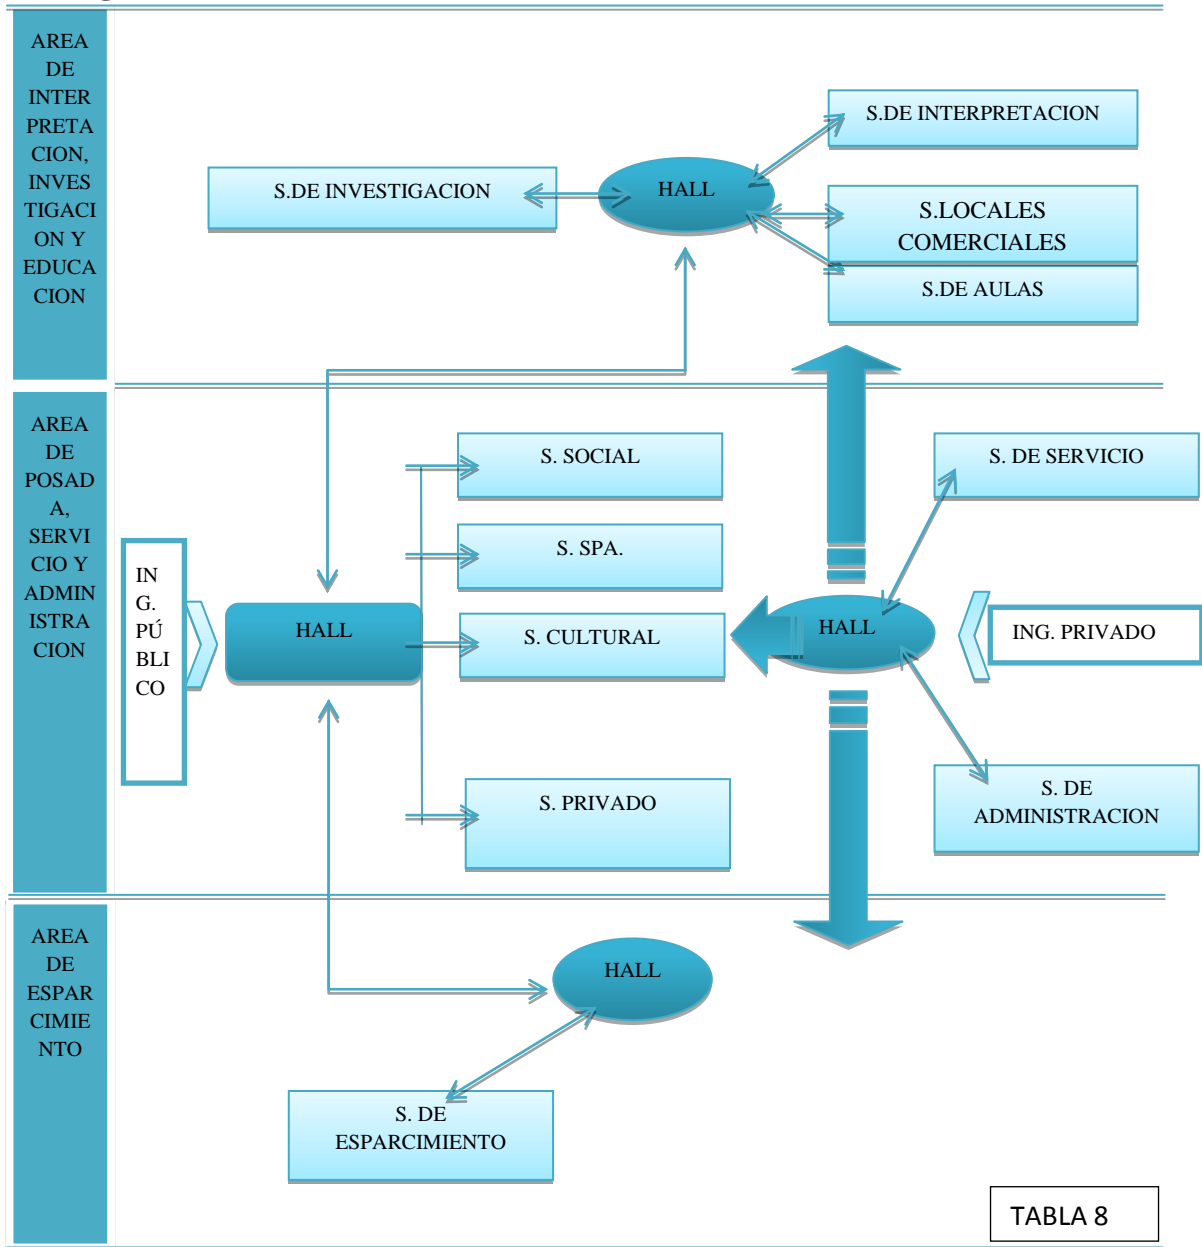 AREA
DE
INTER
PRETA
CION,
INVES
TIGACI
ON Y
EDUCA
CION
S.DE INTERPRETACION
S.DE INVESTIGACION
HALL
S.LOCALES
COMERCIALES
S.DE AULAS
AREA
DE
POSAD
A,
SERVI
CIO Y
ADMIN
ISTRA
CION
S. SOCIAL
S. DE SERVICIO
S. SPA.
IN
G.
PÚ
BLI
CO
HALL
S. CULTURAL
HALL
ING. PRIVADO
S. PRIVADO
S. DE
ADMINISTRACION
AREA
DE
ESPAR
CIMIE
NTO
HALL
S. DE
ESPARCIMIENTO
TABLA 8